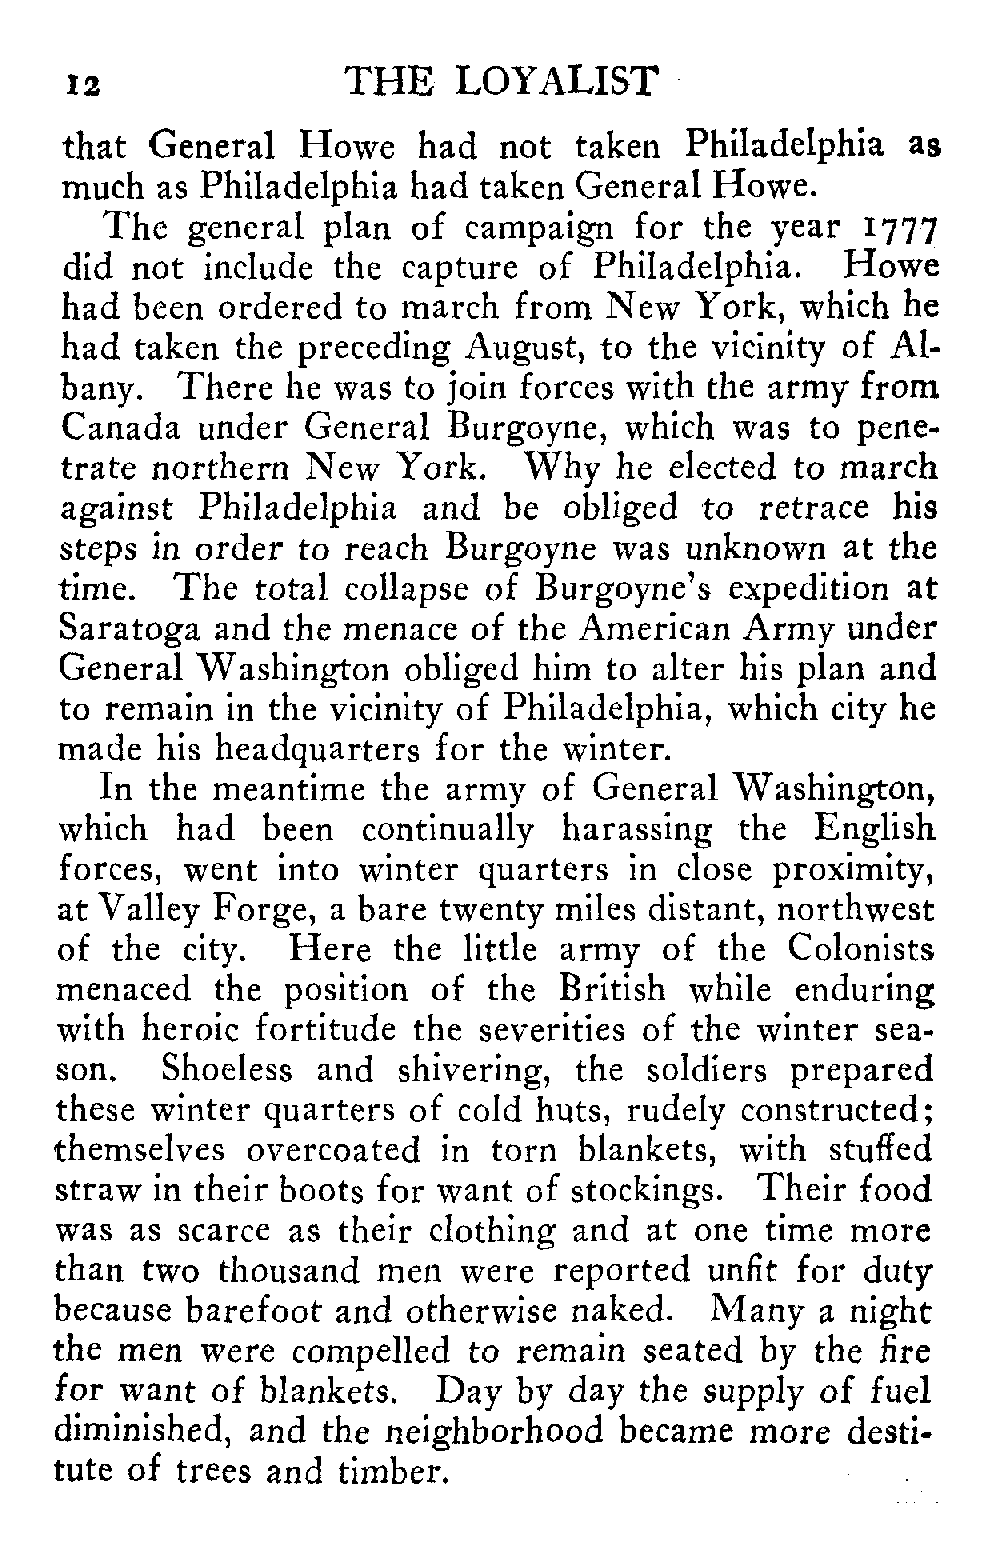 12 THE LOYALIST
that General Howe had not taken Philadelphia as
much as Philadelphia had taken General Howe.
The general plan of campaign for the year 1777
did not include the capture of Philadelphia. Howe
had been ordered to march from New York, which he
had taken the preceding August, to the vicinity of Al-
bany. There he was to join forces with the army from
Canada under General Burgoyne, which was to pene-
trate northern New York. Why he elected to march
against Philadelphia and be obliged to retrace his
steps in order to reach Burgoyne was unknown at the
time. The total collapse of Burgoyne's expedition at
Saratoga and the menace of the American Army under
General Washington obliged him to alter his plan and
to remain in the vicinity of Philadelphia, which city he
made his headquarters for the winter.
In the meantime the army of General Washington,
which had been continually harassing the English
forces, went into winter quarters in close proximity,
at Valley Forge, a bare twenty miles distant, northwest
of the city. Here the little army of the Colonists
menaced the position of the British while enduring
with heroic fortitude the severities of the winter sea-
son. Shoeless and shivering, the soldiers prepared
these winter quarters of cold huts, rudely constructed;
themselves overcoated in torn blankets, with stuffed
straw in their boots for want of stockings. Their food
was as scarce as their clothing and at one time more
than two thousand men were reported unfit for duty
because barefoot and otherwise naked. Many a night
the men were compelled to remain seated by the fire
for want of blankets. Day by day the supply of fuel
diminished, and the neighborhood became more desti-
tute of trees and timber.